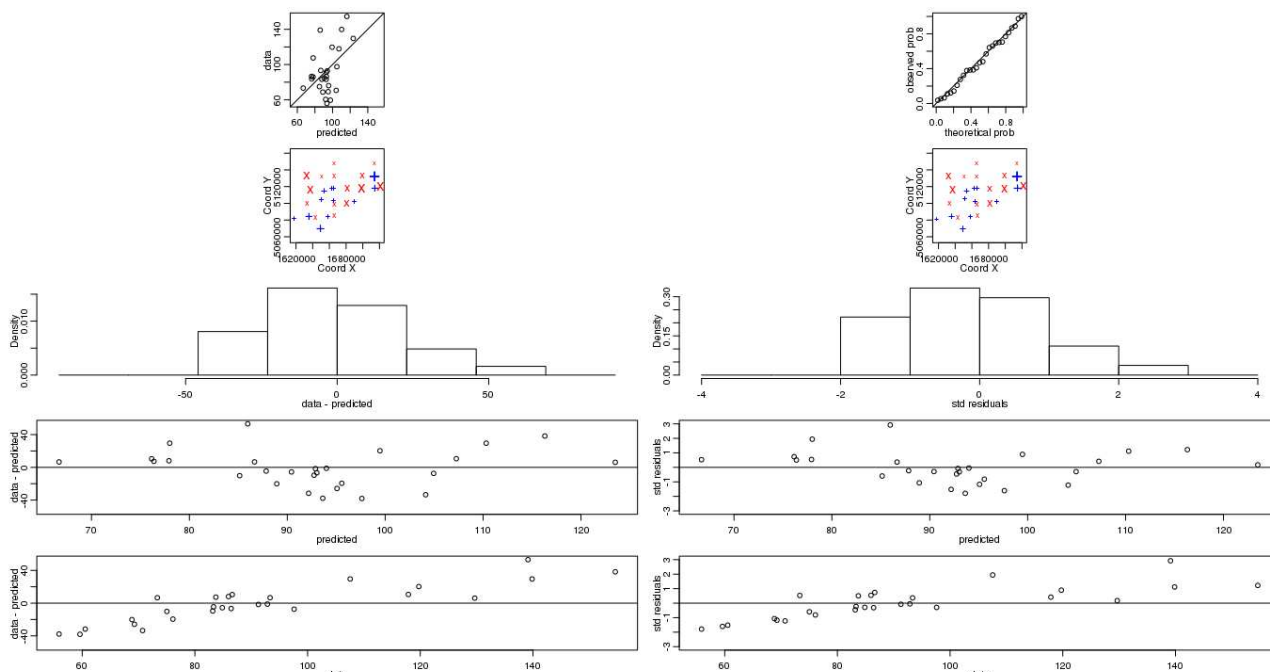 data
60 100 140
60 100 140
predicted
observed prob
0.0 0.4 0.8
0.0 0.4 0.8
theoretical prob
Coord Y
5060000 5120000
1620000 1680000
Coord X
Coord Y
5060000 5120000
1620000 1680000
Coord X
Density
0.000 0.010
-50 0 50
data - predicted
Density
0.00 0.15 0.30
-4 -2 0 2 4
std residuals
data - predicted
-40 0 40
70 80 90 100 110 120
predicted
std residuals
-3 -1 1 2 3
70 80 90 100 110 120
predicted
data - predicted
-40 0 40
60 80 100 120 140
std residuals
-3 -1 1 2 3
60 80 100 120 140